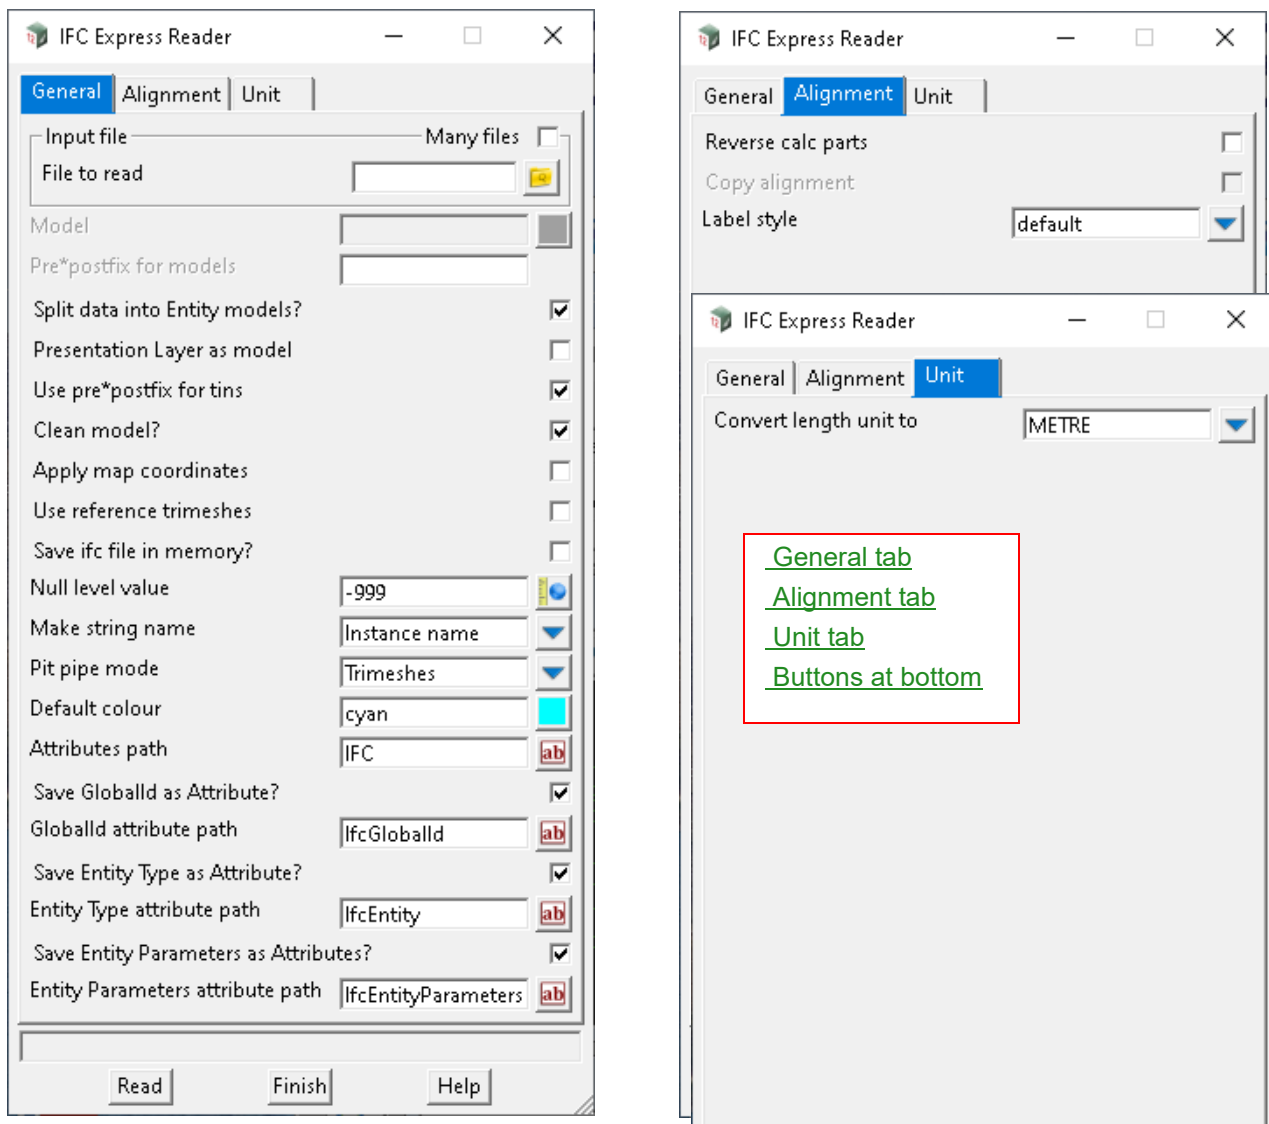 IFC Express Reader
General Alignment Unit
Input file Many files
File to read
Model
Pre*postfix for models
Split data into Entity models?
Presentation Layer as model
Use pre*postfix for tins
Clean model?
Apply map coordinates
Use reference trimeshes
Save ifc file in memory?
Null level value -999
Make string name Instance name
Pit pipe mode Trimeshes
Default colour cyan
Attributes path IFC ab
Save GlobalId as Attribute?
GlobalId attribute path IfcGlobalId ab
Save Entity Type as Attribute?
Entity Type attribute path IfcEntity ab
Save Entity Parameters as Attributes?
Entity Parameters attribute path IfcEntityParameters ab
Read Finish Help
IFC Express Reader
General Alignment Unit
Reverse calc parts
Copy alignment
Label style default
IFC Express Reader
General Alignment Unit
Convert length unit to METRE
General tab
Alignment tab
Unit tab
Buttons at bottom